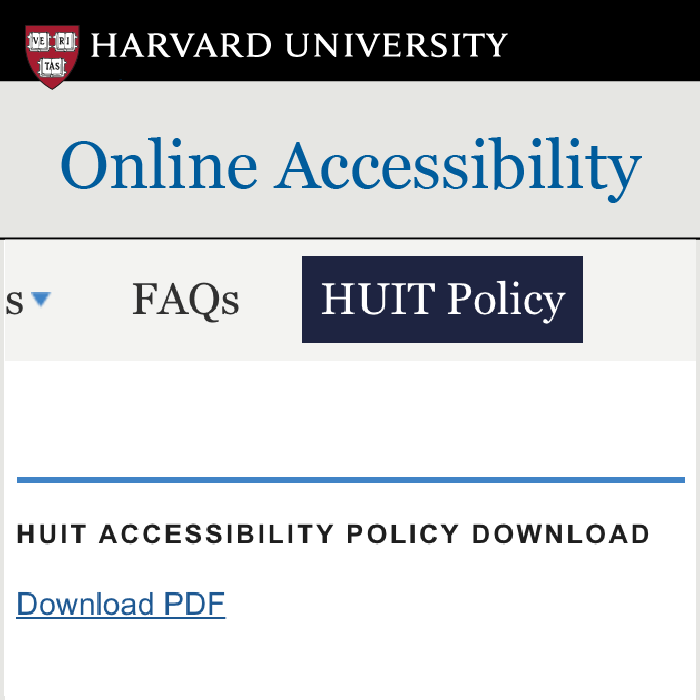 VE RI
TAS
HARVARD UNIVERSITY
Online Accessibility
s FAQs HUIT Policy
HUIT ACCESSIBILITY POLICY DOWNLOAD
Download PDF